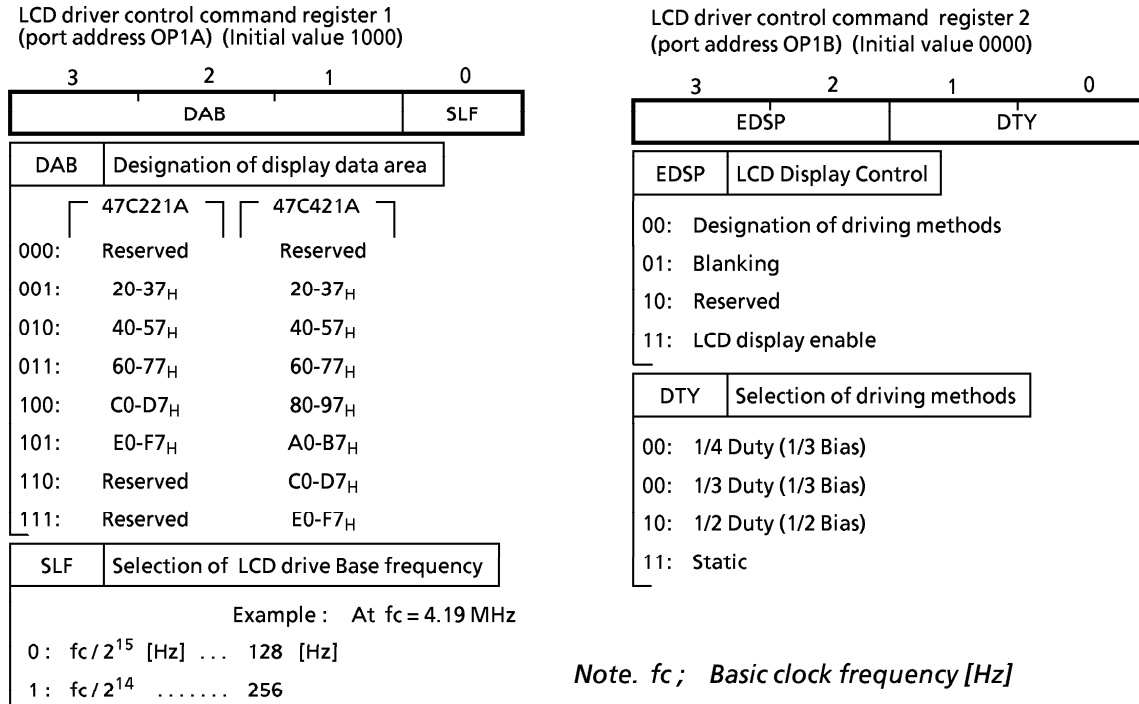 LCD driver control command register 1
(port address OP1A) (Initial value 1000)
3 2 1 0
DAB SLF
DAB Designation of display data area
47C221A 47C421A
000: Reserved Reserved
001: 20-37H 20-37H
010: 40-57H 40-57H
011: 60-77H 60-77H
100: C0-D7H 80-97H
101: E0-F7H A0-B7H
110: Reserved C0-D7H
111: Reserved E0-F7H
SLF Selection of LCD drive Base frequency
Example : At fc = 4.19 MHz
0 : fc / 2^15 [Hz] ... 128 [Hz]
1 : fc / 2^14 ....... 256
LCD driver control command register 2
(port address OP1B) (Initial value 0000)
3 2 1 0
EDSP DTY
EDSP LCD Display Control
00: Designation of driving methods
01: Blanking
10: Reserved
11: LCD display enable
DTY Selection of driving methods
00: 1/4 Duty (1/3 Bias)
00: 1/3 Duty (1/3 Bias)
10: 1/2 Duty (1/2 Bias)
11: Static
Note. fc ; Basic clock frequency [Hz]